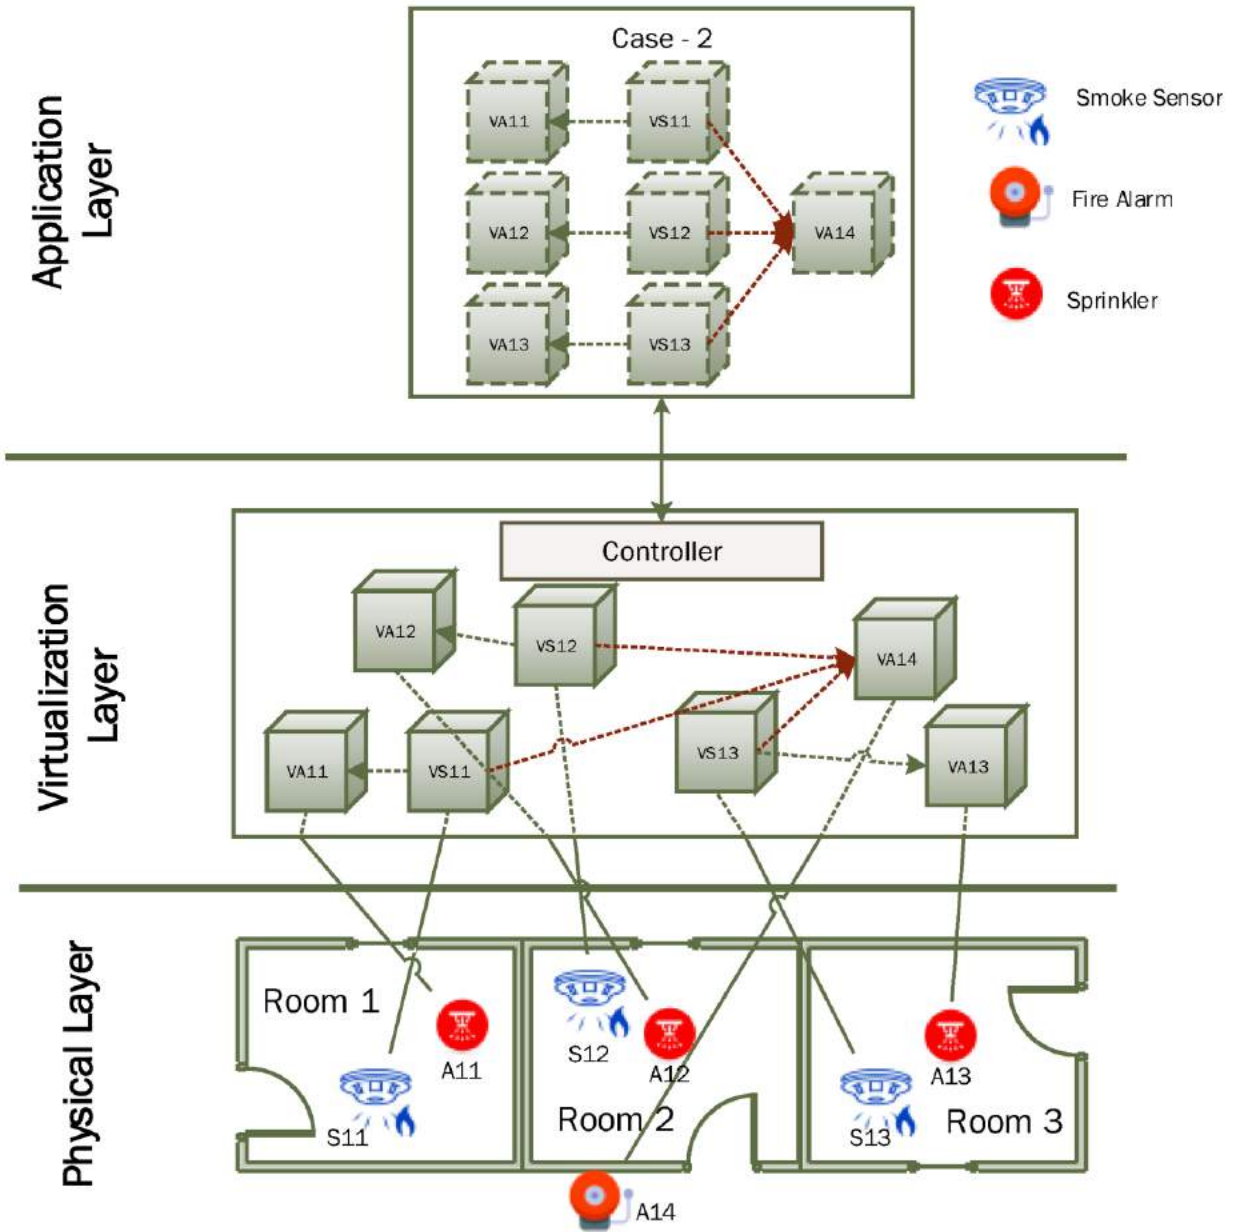 Application
Layer
Case - 2
VA11
VS11
VA12
VS12
VA14
VA13
VS13
Smoke Sensor
Fire Alarm
Sprinkler
Virtualization
Layer
Controller
VA12
VS12
VA14
VA11
VS11
VS13
VA13
Physical Layer
Room 1
A11
S11
S12
A12
Room 2
A13
S13
Room 3
A14